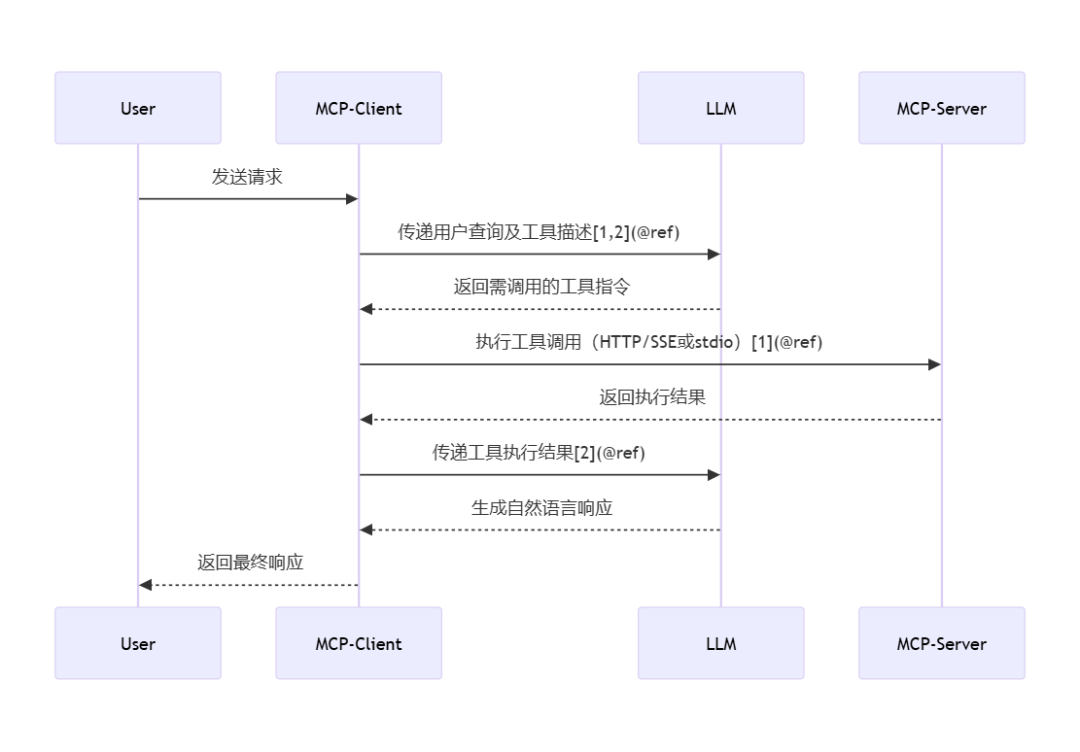 User
MCP-Client
LLM
MCP-Server
发送请求
传递用户查询及工具描述[1,2](@ref)
返回需调用的工具指令
执行工具调用（HTTP/SSE或stdio）[1](@ref)
返回执行结果
传递工具执行结果[2](@ref)
生成自然语言响应
返回最终响应
User
MCP-Client
LLM
MCP-Server